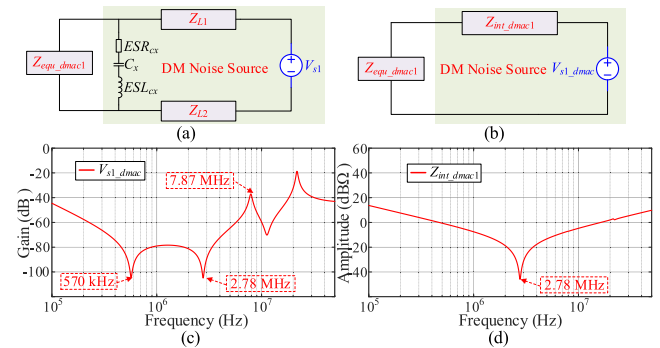 Z_L1
Z_equ_dmac1
ESR_cx
C_x
ESL_cx
DM Noise Source
V_s1
Z_L2
(a)
Z_int_dmac1
Z_equ_dmac1
DM Noise Source
V_s1_dmac
(b)
Gain (dB)
0
-20
-40
-60
-80
-100
V_s1_dmac
7.87 MHz
570 kHz
2.78 MHz
10^5
10^6
10^7
Frequency (Hz)
(c)
Amplitude (dBΩ)
60
40
20
0
-20
-40
Z_int_dmac1
2.78 MHz
10^5
10^6
10^7
Frequency (Hz)
(d)